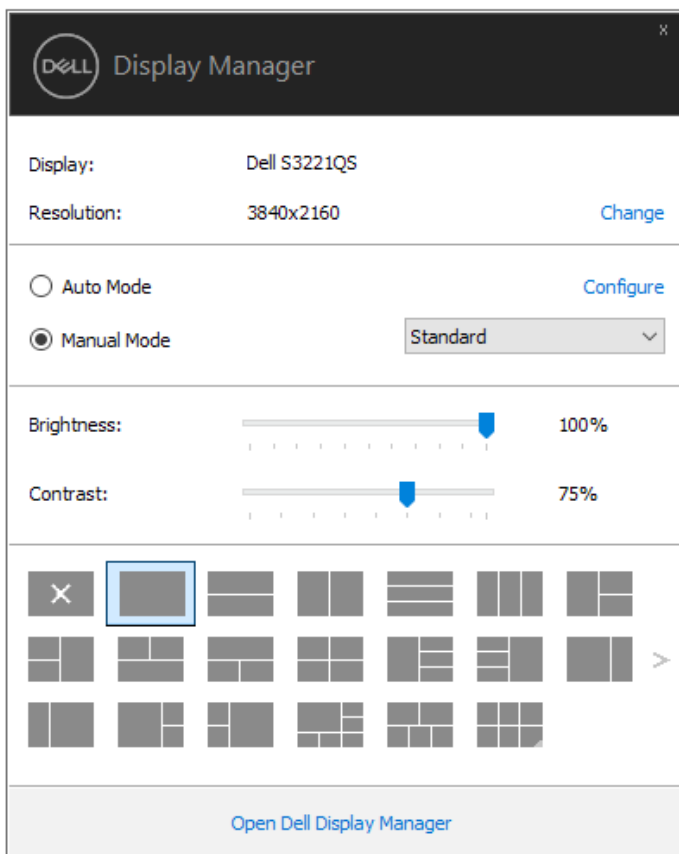 x
DELL Display Manager
Display: Dell S3221QS
Resolution: 3840x2160 Change
Auto Mode Configure
Manual Mode Standard
Brightness: 100%
Contrast: 75%
Open Dell Display Manager